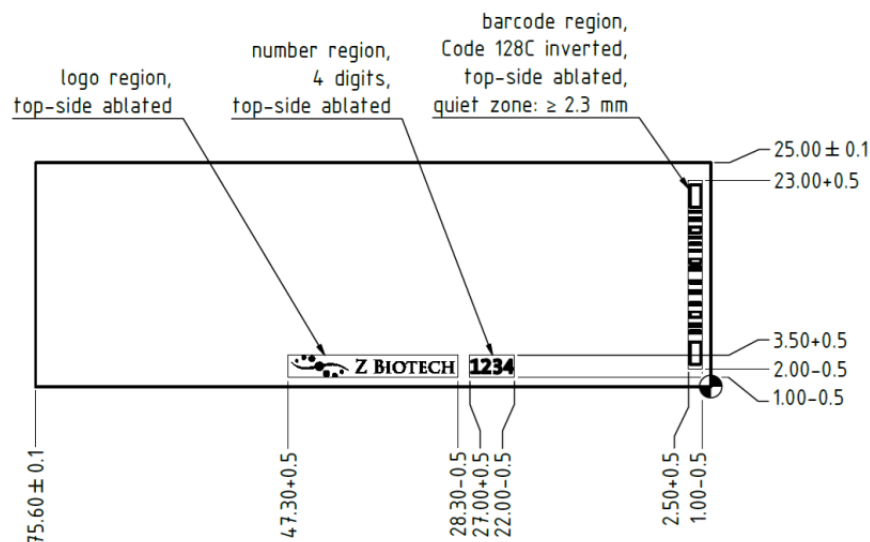 barcode region,
Code 128C inverted,
top-side ablated,
quiet zone: ≥ 2.3 mm
number region,
4 digits,
top-side ablated
logo region,
top-side ablated
25.00 ± 0.1
23.00+0.5
Z BIOTECH
1234
3.50+0.5
2.00-0.5
1.00-0.5
75.60 ± 0.1
47.30+0.5
28.30-0.5
27.00+0.5
22.00-0.5
2.50+0.5
1.00-0.5